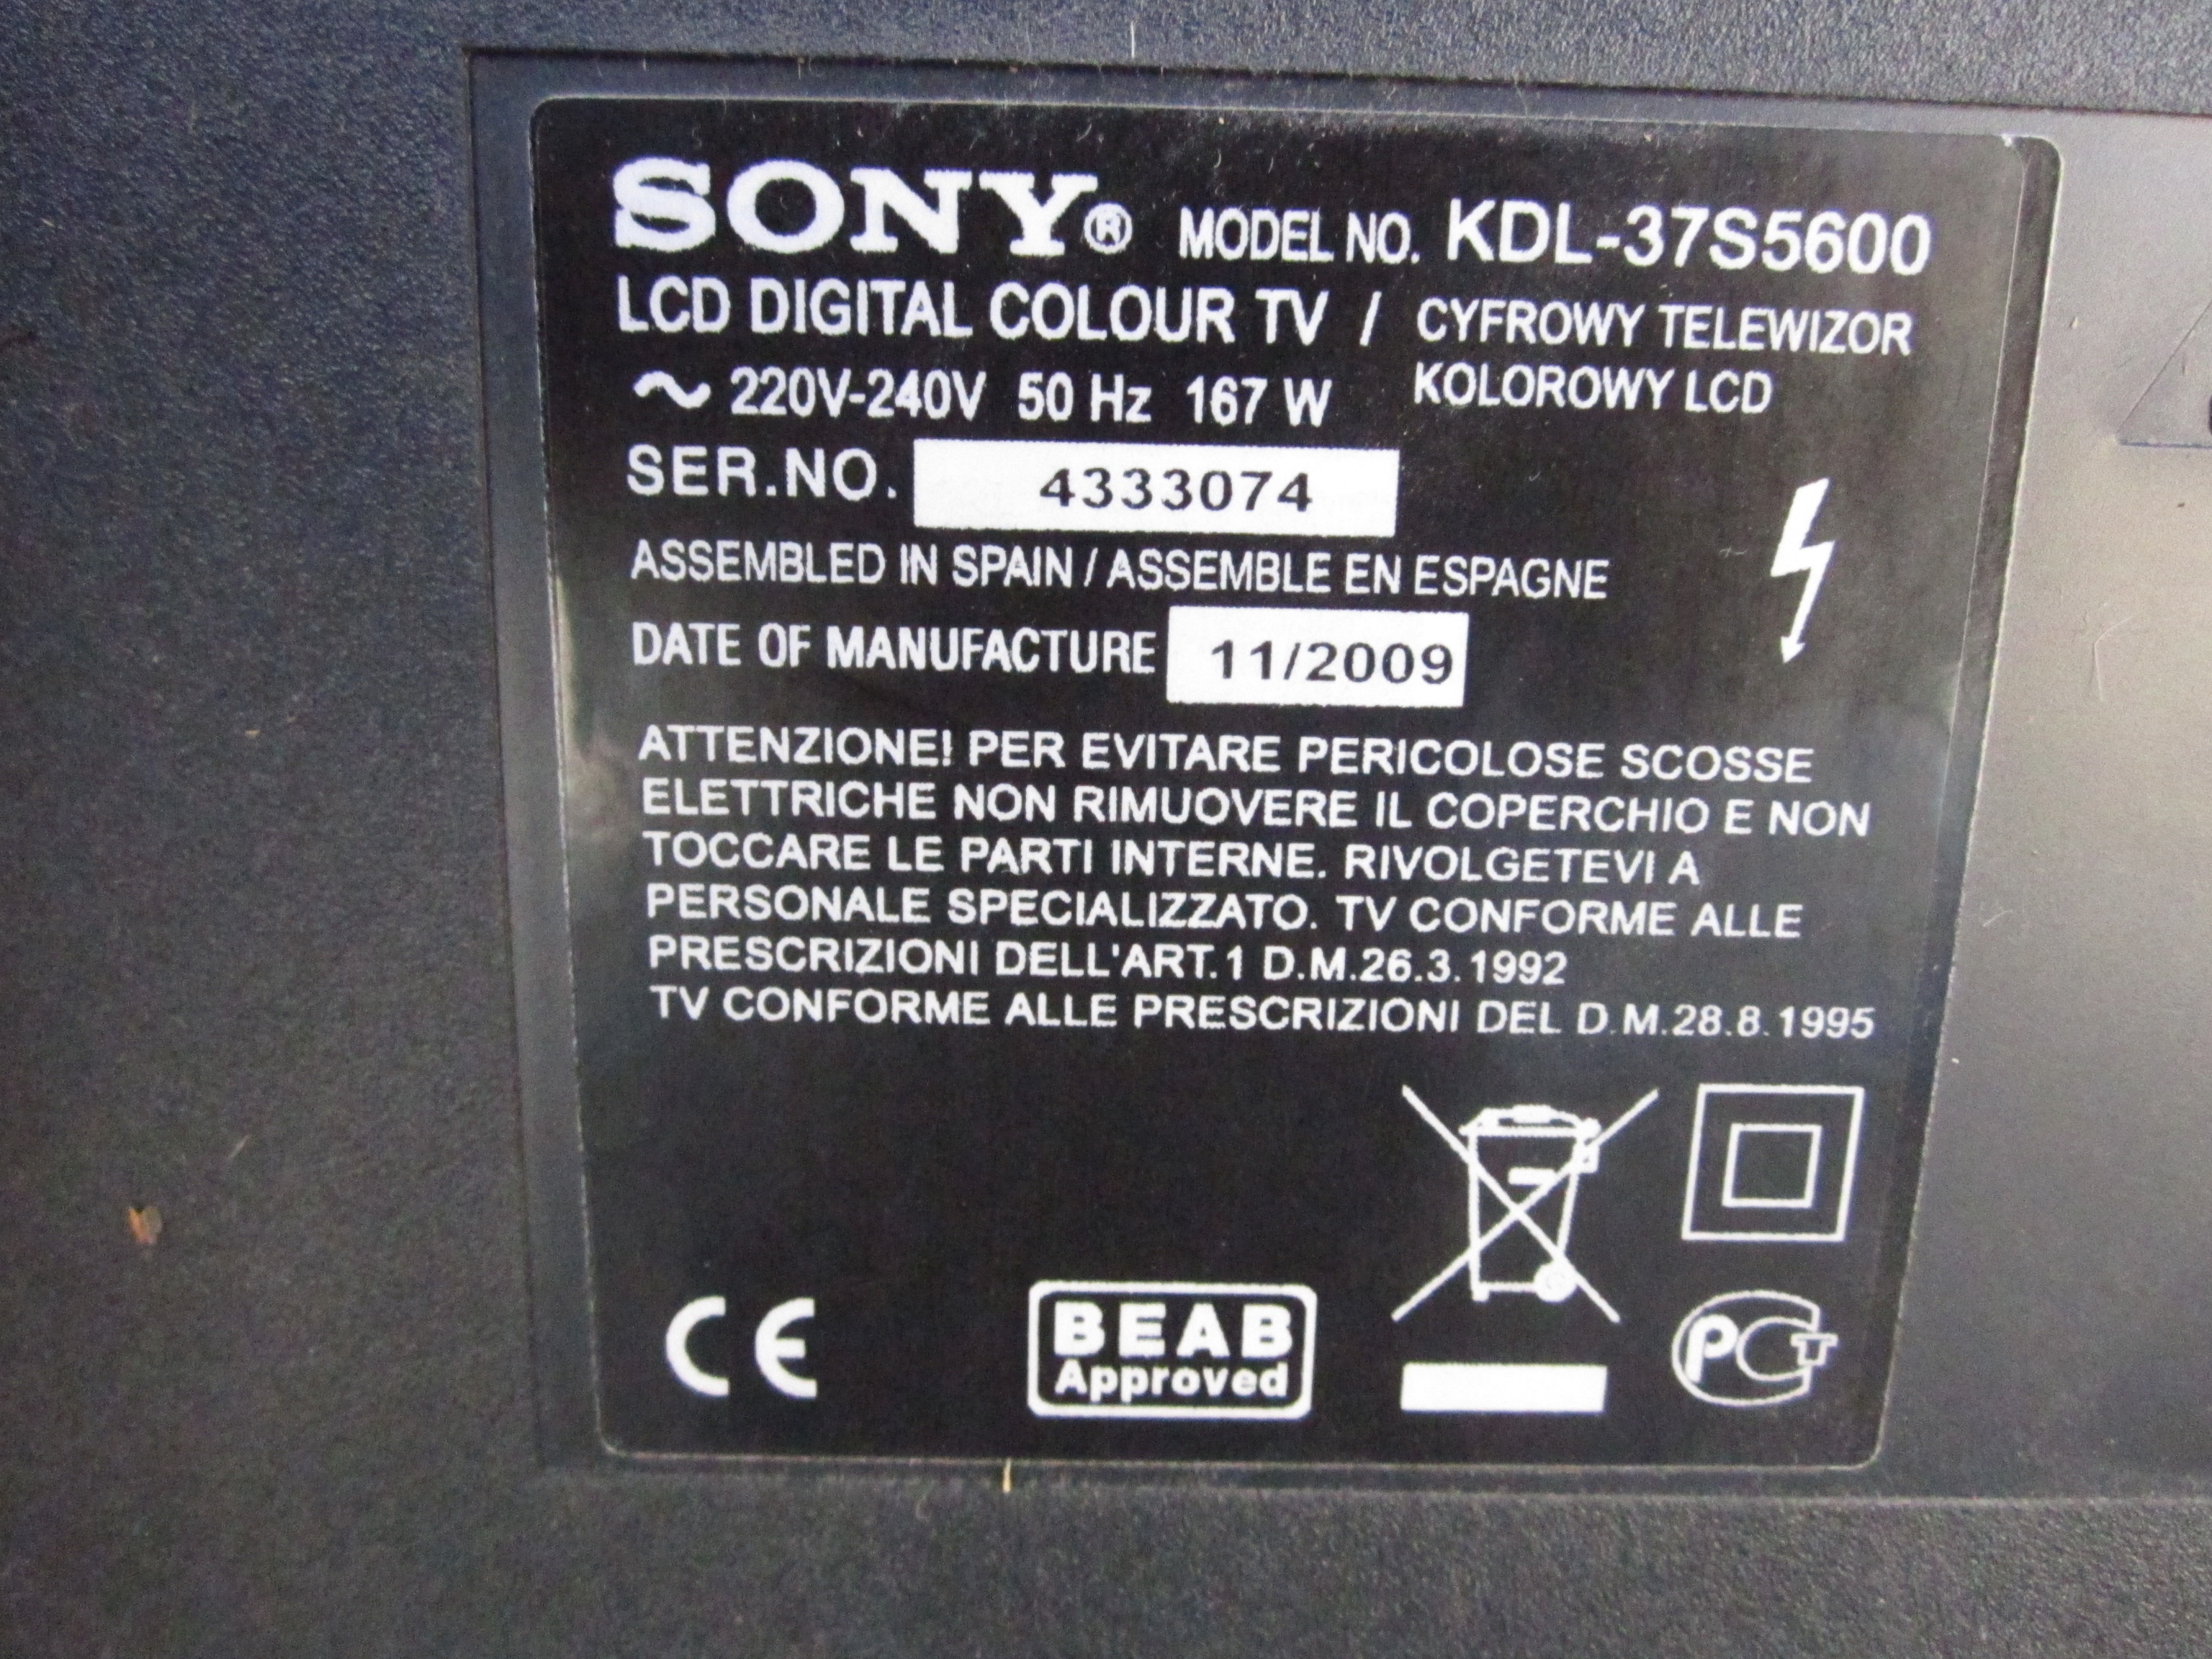 SONY® MODEL NO. KDL-37S5600
LCD DIGITAL COLOUR TV / CYFROWY TELEWIZOR
KOLOROWY LCD
~ 220V-240V 50 Hz 167 W
SER.NO. 4333074
ASSEMBLED IN SPAIN / ASSEMBLE EN ESPAGNE
DATE OF MANUFACTURE 11/2009
ATTENZIONE! PER EVITARE PERICOLOSE SCOSSE
ELETTRICHE NON RIMUOVERE IL COPERCHIO E NON
TOCCARE LE PARTI INTERNE. RIVOLGETEVI A
PERSONALE SPECIALIZZATO. TV CONFORME ALLE
PRESCRIZIONI DELL'ART.1 D.M.26.3.1992
TV CONFORME ALLE PRESCRIZIONI DEL D.M.28.8.1995
CE
BEAB
Approved
PCT